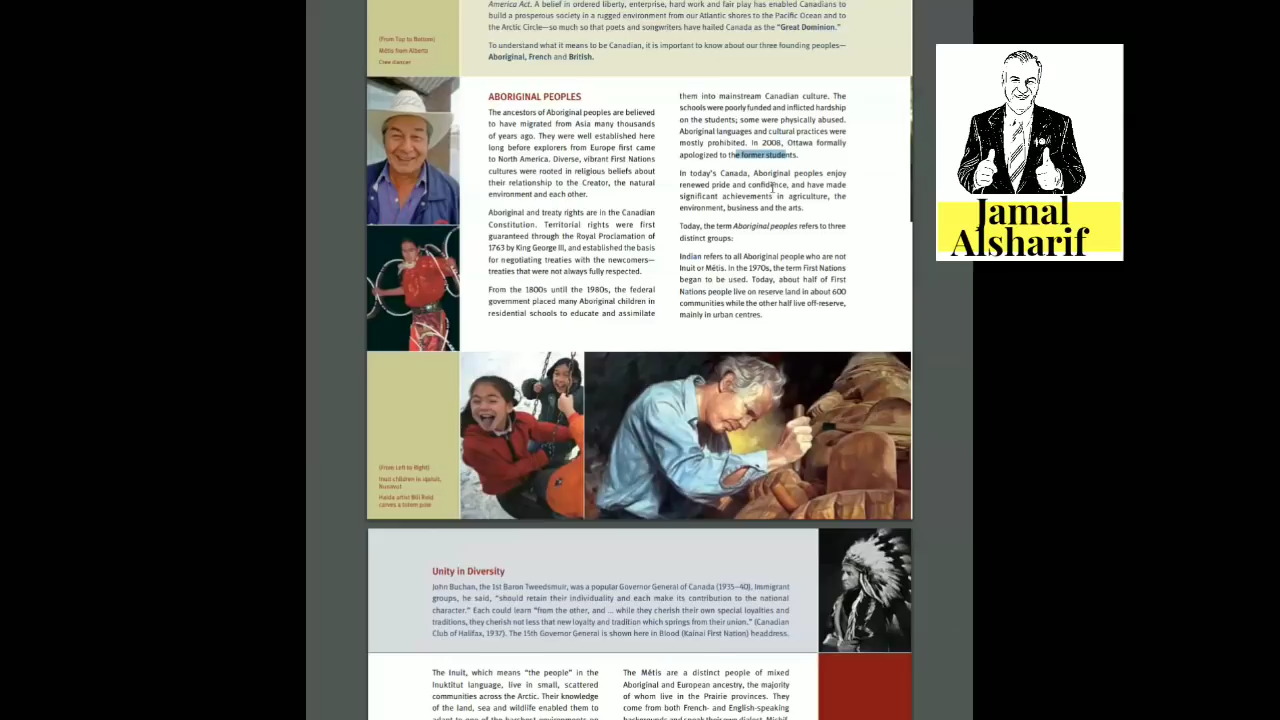 America Act. A belief in ordered liberty, enterprise, hard work and fair play has enabled Canadians to
build a prosperous society in a rugged environment from our Atlantic shores to the Pacific Ocean and to
the Arctic Circle—so much so that poets and songwriters have hailed Canada as the “Great Dominion.”
To understand what it means to be Canadian, it is important to know about our three founding peoples—
Aboriginal, French and British.
(From Top to Bottom)
Métis from Alberta
Cree dancer
ABORIGINAL PEOPLES
The ancestors of Aboriginal peoples are believed
to have migrated from Asia many thousands
of years ago. They were well established here
long before explorers from Europe first came
to North America. Diverse, vibrant First Nations
cultures were rooted in religious beliefs about
their relationship to the Creator, the natural
environment and each other.
Aboriginal and treaty rights are in the Canadian
Constitution. Territorial rights were first
guaranteed through the Royal Proclamation of
1763 by King George III, and established the basis
for negotiating treaties with the newcomers—
treaties that were not always fully respected.
From the 1800s until the 1980s, the federal
government placed many Aboriginal children in
residential schools to educate and assimilate
them into mainstream Canadian culture. The
schools were poorly funded and inflicted hardship
on the students; some were physically abused.
Aboriginal languages and cultural practices were
mostly prohibited. In 2008, Ottawa formally
apologized to the former students.
In today’s Canada, Aboriginal peoples enjoy
renewed pride and confidence, and have made
significant achievements in agriculture, the
environment, business and the arts.
Today, the term Aboriginal peoples refers to three
distinct groups:
Indian refers to all Aboriginal people who are not
Inuit or Métis. In the 1970s, the term First Nations
began to be used. Today, about half of First
Nations people live on reserve land in about 600
communities while the other half live off-reserve,
mainly in urban centres.
Jamal
Alsharif
(From Left to Right)
Inuit children in Iqaluit,
Nunavut
Haida artist Bill Reid
carves a totem pole
Unity in Diversity
John Buchan, the 1st Baron Tweedsmuir, was a popular Governor General of Canada (1935–40). Immigrant
groups, he said, “should retain their individuality and each make its contribution to the national
character.” Each could learn “from the other, and ... while they cherish their own special loyalties and
traditions, they cherish not less that new loyalty and tradition which springs from their union.” (Canadian
Club of Halifax, 1937). The 15th Governor General is shown here in Blood (Kainai First Nation) headdress.
The Inuit, which means “the people” in the
Inuktitut language, live in small, scattered
communities across the Arctic. Their knowledge
of the land, sea and wildlife enabled them to
adapt to one of the harshest environments on
The Métis are a distinct people of mixed
Aboriginal and European ancestry, the majority
of whom live in the Prairie provinces. They
come from both French- and English-speaking
backgrounds and speak their own dialect, Michif.